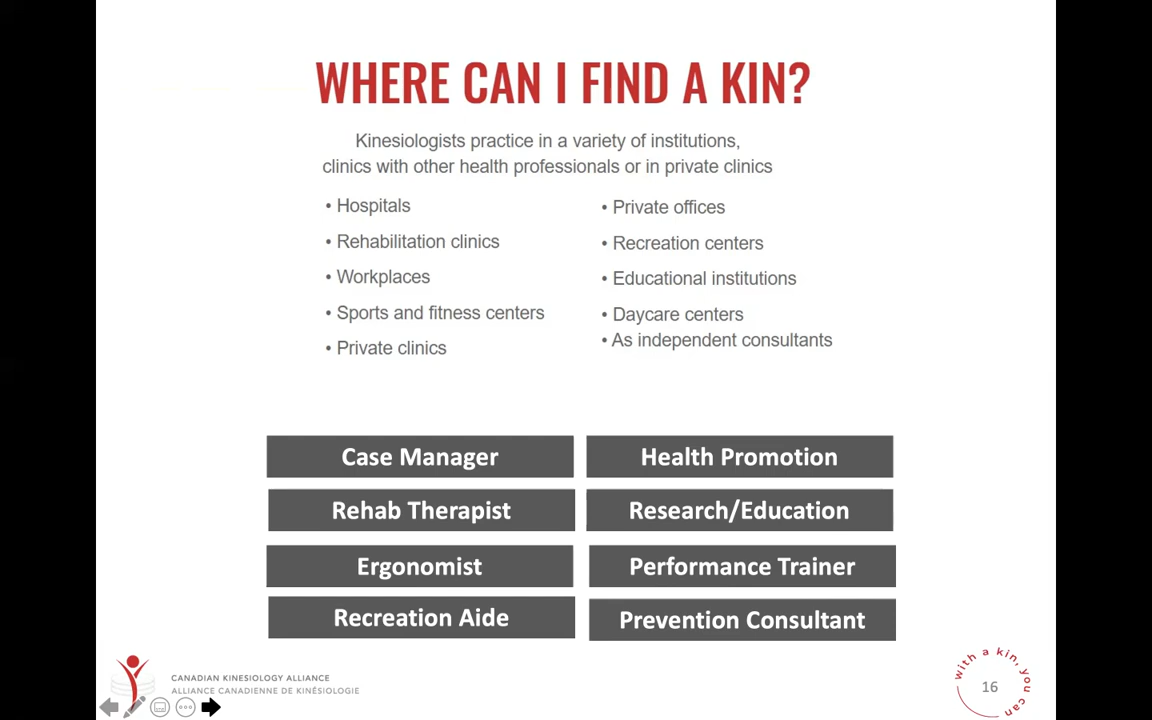 WHERE CAN I FIND A KIN?
Kinesiologists practice in a variety of institutions,
clinics with other health professionals or in private clinics
• Hospitals
• Rehabilitation clinics
• Workplaces
• Sports and fitness centers
• Private clinics
• Private offices
• Recreation centers
• Educational institutions
• Daycare centers
• As independent consultants
Case Manager
Health Promotion
Rehab Therapist
Research/Education
Ergonomist
Performance Trainer
Recreation Aide
Prevention Consultant
CANADIAN KINESIOLOGY ALLIANCE
ALLIANCE CANADIENNE DE KINÉSIOLOGIE
with a kin, you can
16